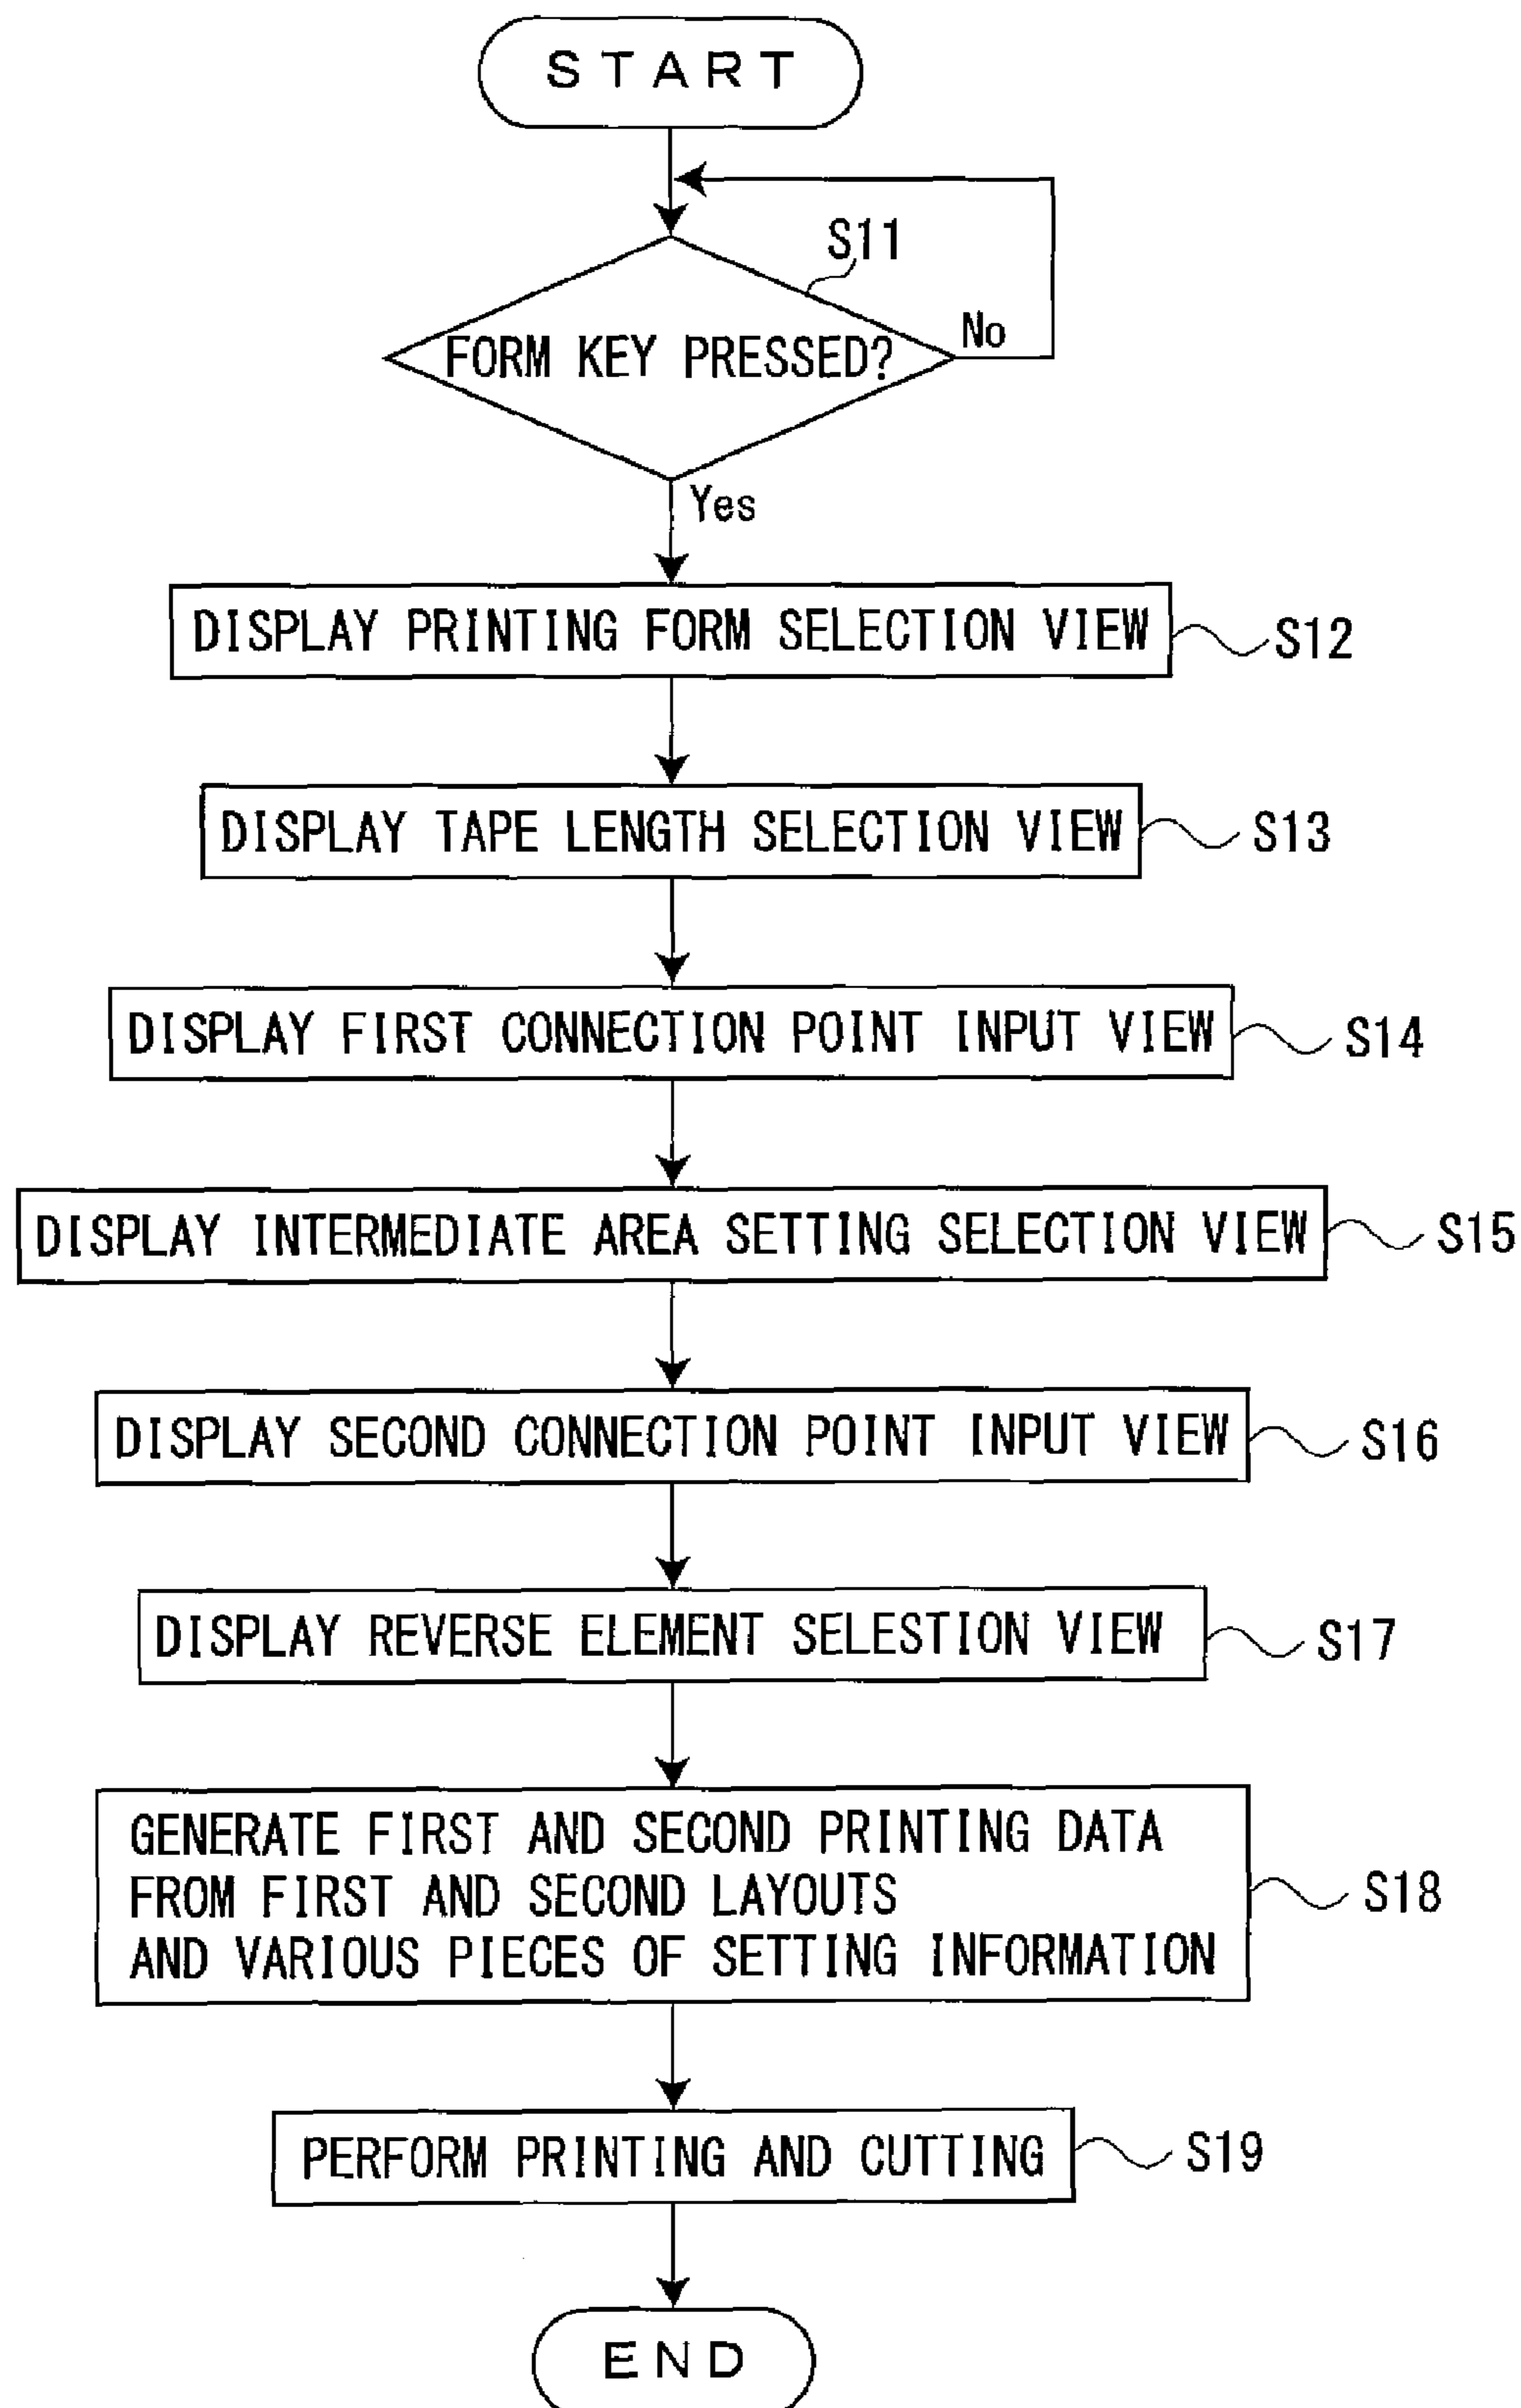 START
S11
FORM KEY PRESSED?
No
Yes
DISPLAY PRINTING FORM SELECTION VIEW
S12
DISPLAY TAPE LENGTH SELECTION VIEW
S13
DISPLAY FIRST CONNECTION POINT INPUT VIEW
S14
DISPLAY INTERMEDIATE AREA SETTING SELECTION VIEW
S15
DISPLAY SECOND CONNECTION POINT INPUT VIEW
S16
DISPLAY REVERSE ELEMENT SELESTION VIEW
S17
GENERATE FIRST AND SECOND PRINTING DATA
FROM FIRST AND SECOND LAYOUTS
AND VARIOUS PIECES OF SETTING INFORMATION
S18
PERFORM PRINTING AND CUTTING
S19
END